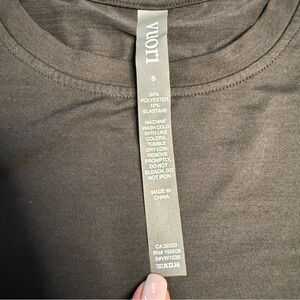 vuori
S
90%
POLYESTER
10%
ELASTANE
MACHINE
WASH COLD
WITH LIKE
COLORS,
TUMBLE
DRY LOW,
REMOVE
PROMPTLY,
DO NOT
BLEACH, DO
NOT IRON
MADE IN
CHINA
CA 32350